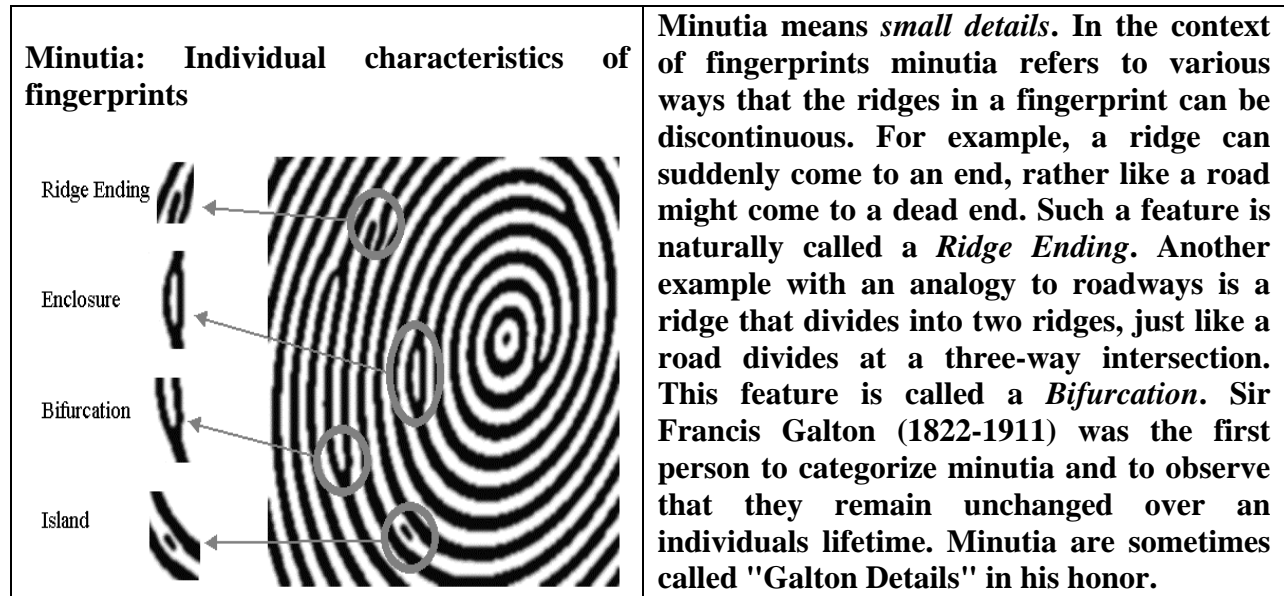 Minutia: Individual characteristics of
fingerprints
Ridge Ending
Enclosure
Bifurcation
Island
Minutia means small details. In the context
of fingerprints minutia refers to various
ways that the ridges in a fingerprint can be
discontinuous. For example, a ridge can
suddenly come to an end, rather like a road
might come to a dead end. Such a feature is
naturally called a Ridge Ending. Another
example with an analogy to roadways is a
ridge that divides into two ridges, just like a
road divides at a three-way intersection.
This feature is called a Bifurcation. Sir
Francis Galton (1822-1911) was the first
person to categorize minutia and to observe
that they remain unchanged over an
individuals lifetime. Minutia are sometimes
called "Galton Details" in his honor.